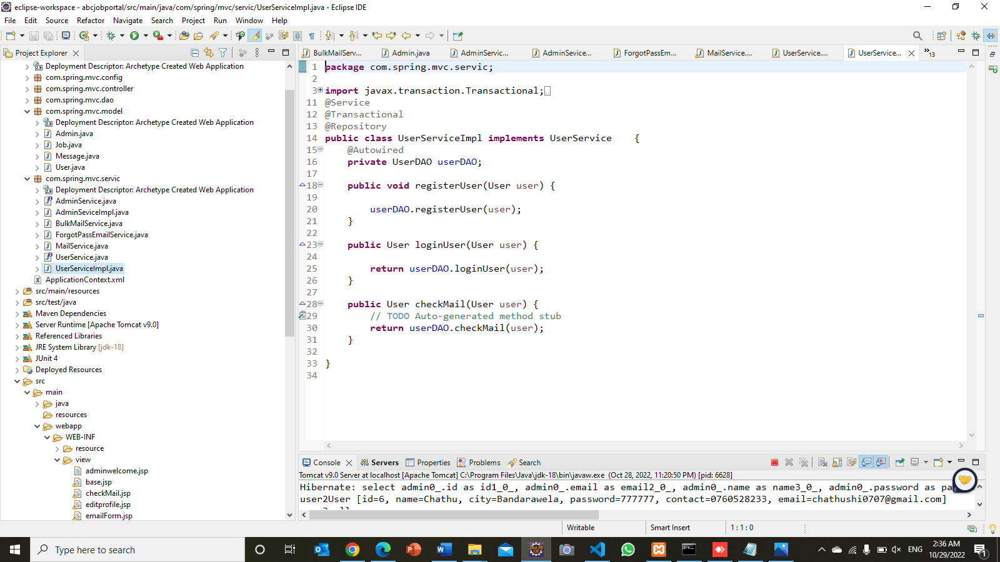 eclipse-workspace - abcjobportal/src/main/java/com/spring/mvc/servic/UserServiceImpl.java - Eclipse IDE
File Edit Source Refactor Navigate Search Project Run Window Help
Project Explorer
Deployment Descriptor: Archetype Created Web Application
com.spring.mvc.config
com.spring.mvc.controller
com.spring.mvc.dao
com.spring.mvc.model
Deployment Descriptor: Archetype Created Web Application
Admin.java
Job.java
Message.java
User.java
com.spring.mvc.servic
Deployment Descriptor: Archetype Created Web Application
AdminService.java
AdminSeviceImpl.java
BulkMailService.java
ForgotPassEmailService.java
MailService.java
UserService.java
UserServiceImpl.java
ApplicationContext.xml
src/main/resources
src/test/java
Maven Dependencies
Server Runtime [Apache Tomcat v9.0]
Referenced Libraries
JRE System Library [jdk-18]
JUnit 4
Deployed Resources
src
main
java
resources
webapp
WEB-INF
resource
view
adminwelcome.jsp
base.jsp
checkMail.jsp
editprofile.jsp
emailForm.jsp
BulkMailServ... Admin.java AdminServic... AdminSevice... ForgotPassEm... MailService.... UserService.... UserService... 13
1 package com.spring.mvc.servic;
2
3 import javax.transaction.Transactional;
11 @Service
12 @Transactional
13 @Repository
14 public class UserServiceImpl implements UserService {
15 @Autowired
16 private UserDAO userDAO;
17
18 public void registerUser(User user) {
19
20 userDAO.registerUser(user);
21 }
22
23 public User loginUser(User user) {
24
25 return userDAO.loginUser(user);
26 }
27
28 public User checkMail(User user) {
29 // TODO Auto-generated method stub
30 return userDAO.checkMail(user);
31 }
32
33 }
34
Console Servers Properties Problems Search
Tomcat v9.0 Server at localhost [Apache Tomcat] C:\Program Files\Java\jdk-18\bin\javaw.exe (Oct 28, 2022, 11:20:50 PM) [pid: 6628]
Hibernate: select admin0_.id as id1_0_, admin0_.email as email2_0_, admin0_.name as name3_0_, admin0_.password as pa
user2User [id=6, name=Chathu, city=Bandarawela, password=777777, contact=0760528233, email=chathushi0707@gmail.com]
Writable Smart Insert 1 : 1 : 0
Type here to search
ENG
2:36 AM
10/29/2022
1